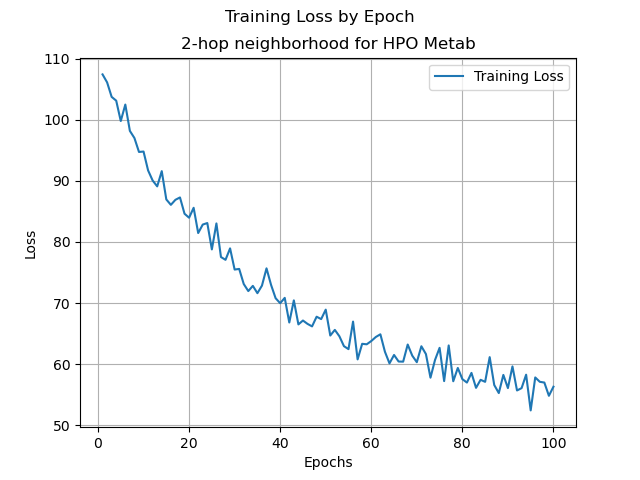 Training Loss by Epoch
2-hop neighborhood for HPO Metab
Training Loss
110
100
90
80
70
60
50
Loss
0 20 40 60 80 100
Epochs